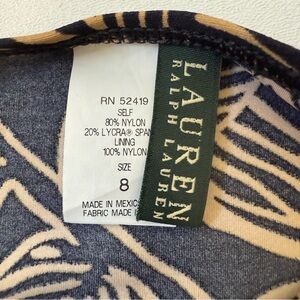 RN 52419
SELF
80% NYLON
20% LYCRA® SPAN
LINING
100% NYLON
SIZE
8
MADE IN MEXIC
FABRIC MADE
LAUREN
RALPH LAUREN